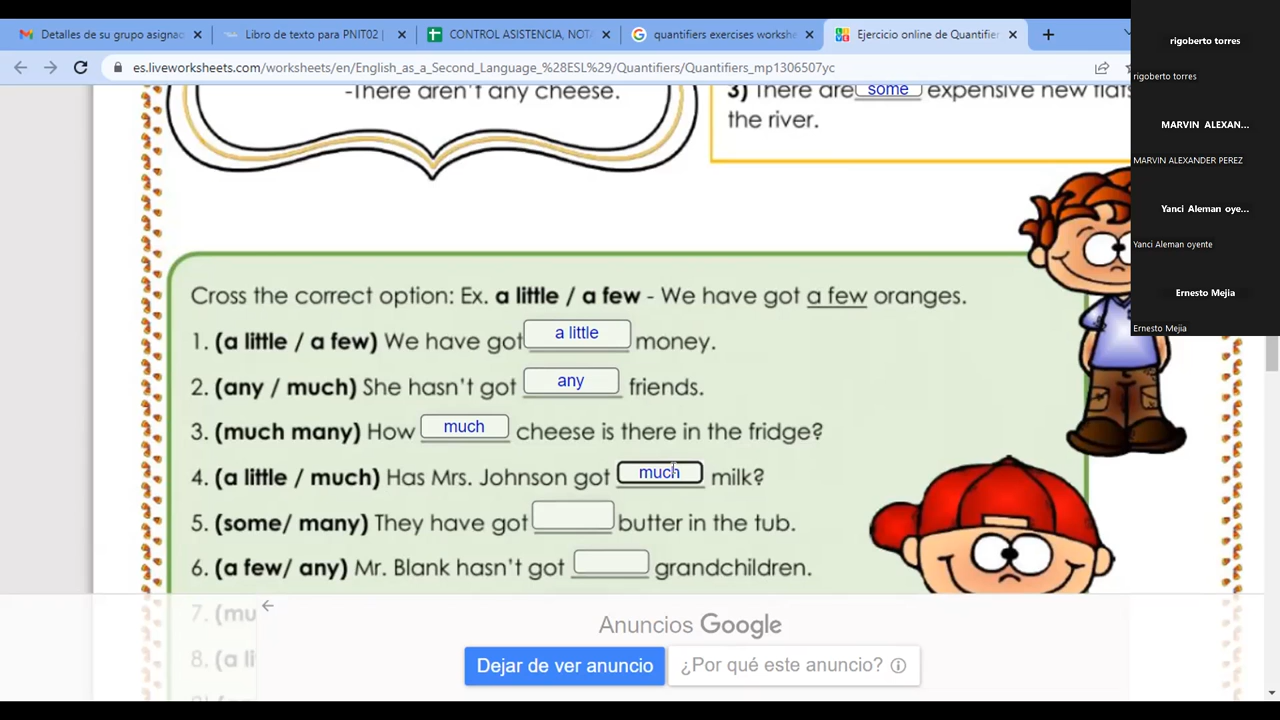 Detalles de su grupo asignad
Libro de texto para PNIT02 |
CONTROL ASISTENCIA, NOTA
quantifiers exercises workshe
Ejercicio online de Quantifier
es.liveworksheets.com/worksheets/en/English_as_a_Second_Language_%28ESL%29/Quantifiers/Quantifiers_mp1306507yc
rigoberto torres
rigoberto torres
MARVIN ALEXAN...
MARVIN ALEXANDER PEREZ
Yanci Aleman oye...
Yanci Aleman oyente
Ernesto Mejia
Ernesto Mejia
-There aren't any cheese.
3) There are some expensive new flats
the river.
Cross the correct option: Ex. a little / a few - We have got a few oranges.
1. (a little / a few) We have got a little money.
2. (any / much) She hasn't got any friends.
3. (much many) How much cheese is there in the fridge?
4. (a little / much) Has Mrs. Johnson got much milk?
5. (some/ many) They have got butter in the tub.
6. (a few/ any) Mr. Blank hasn't got grandchildren.
7. (mu
8. (a li
Anuncios Google
Dejar de ver anuncio
¿Por qué este anuncio?